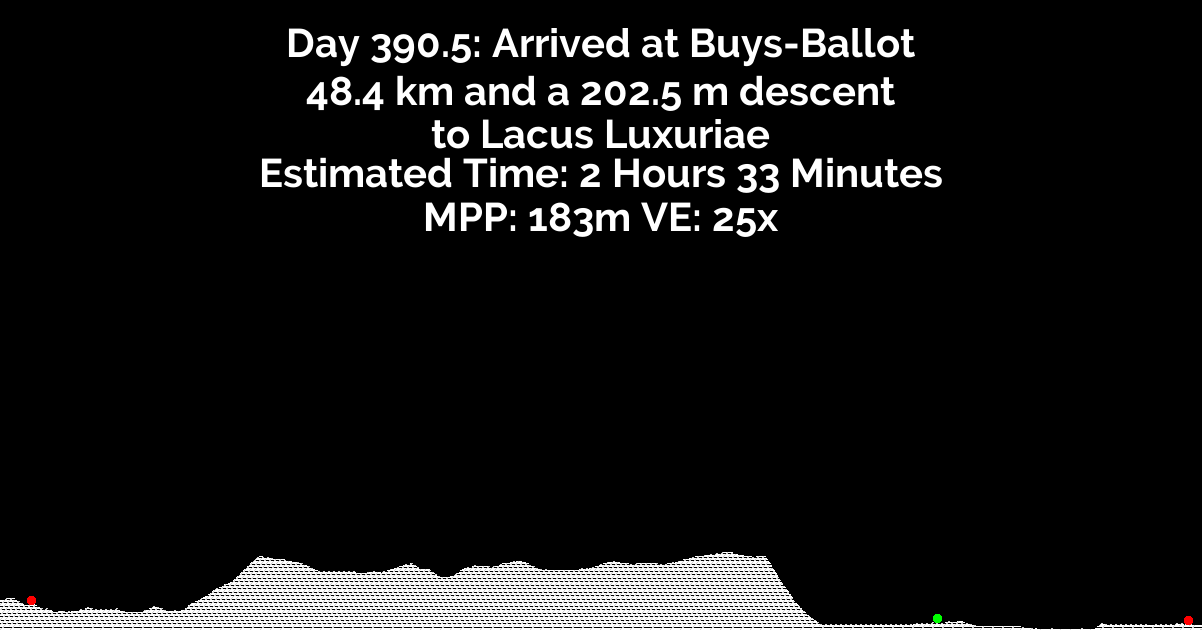 Day 390.5: Arrived at Buys-Ballot
48.4 km and a 202.5 m descent
to Lacus Luxuriae
Estimated Time: 2 Hours 33 Minutes
MPP: 183m VE: 25x